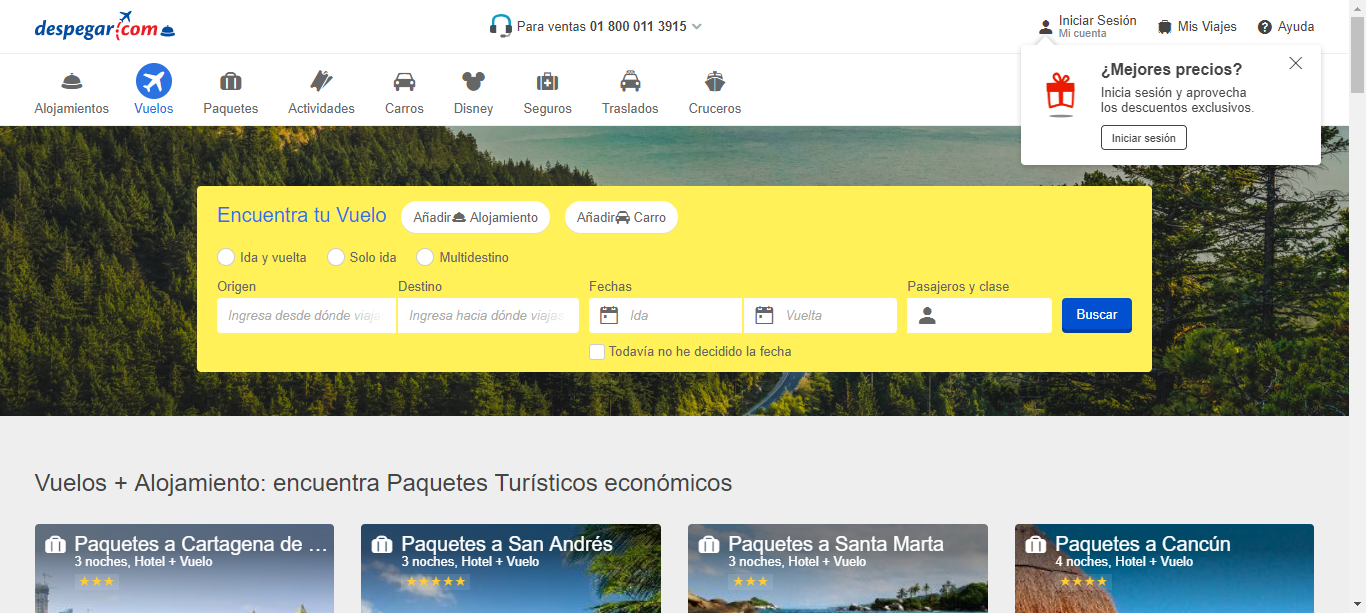 despegar.com
Para ventas 01 800 011 3915
Iniciar Sesión
Mi cuenta
Mis Viajes
Ayuda
¿Mejores precios?
Inicia sesión y aprovecha
los descuentos exclusivos.
Iniciar sesión
Alojamientos
Vuelos
Paquetes
Actividades
Carros
Disney
Seguros
Traslados
Cruceros
Encuentra tu Vuelo
Añadir Alojamiento
Añadir Carro
Ida y vuelta
Solo ida
Multidestino
Origen
Destino
Fechas
Pasajeros y clase
Ingresa desde dónde viaja
Ingresa hacia dónde viajas
Ida
Vuelta
Buscar
Todavía no he decidido la fecha
Vuelos + Alojamiento: encuentra Paquetes Turísticos económicos
Paquetes a Cartagena de ...
3 noches, Hotel + Vuelo
Paquetes a San Andrés
3 noches, Hotel + Vuelo
Paquetes a Santa Marta
3 noches, Hotel + Vuelo
Paquetes a Cancún
4 noches, Hotel + Vuelo